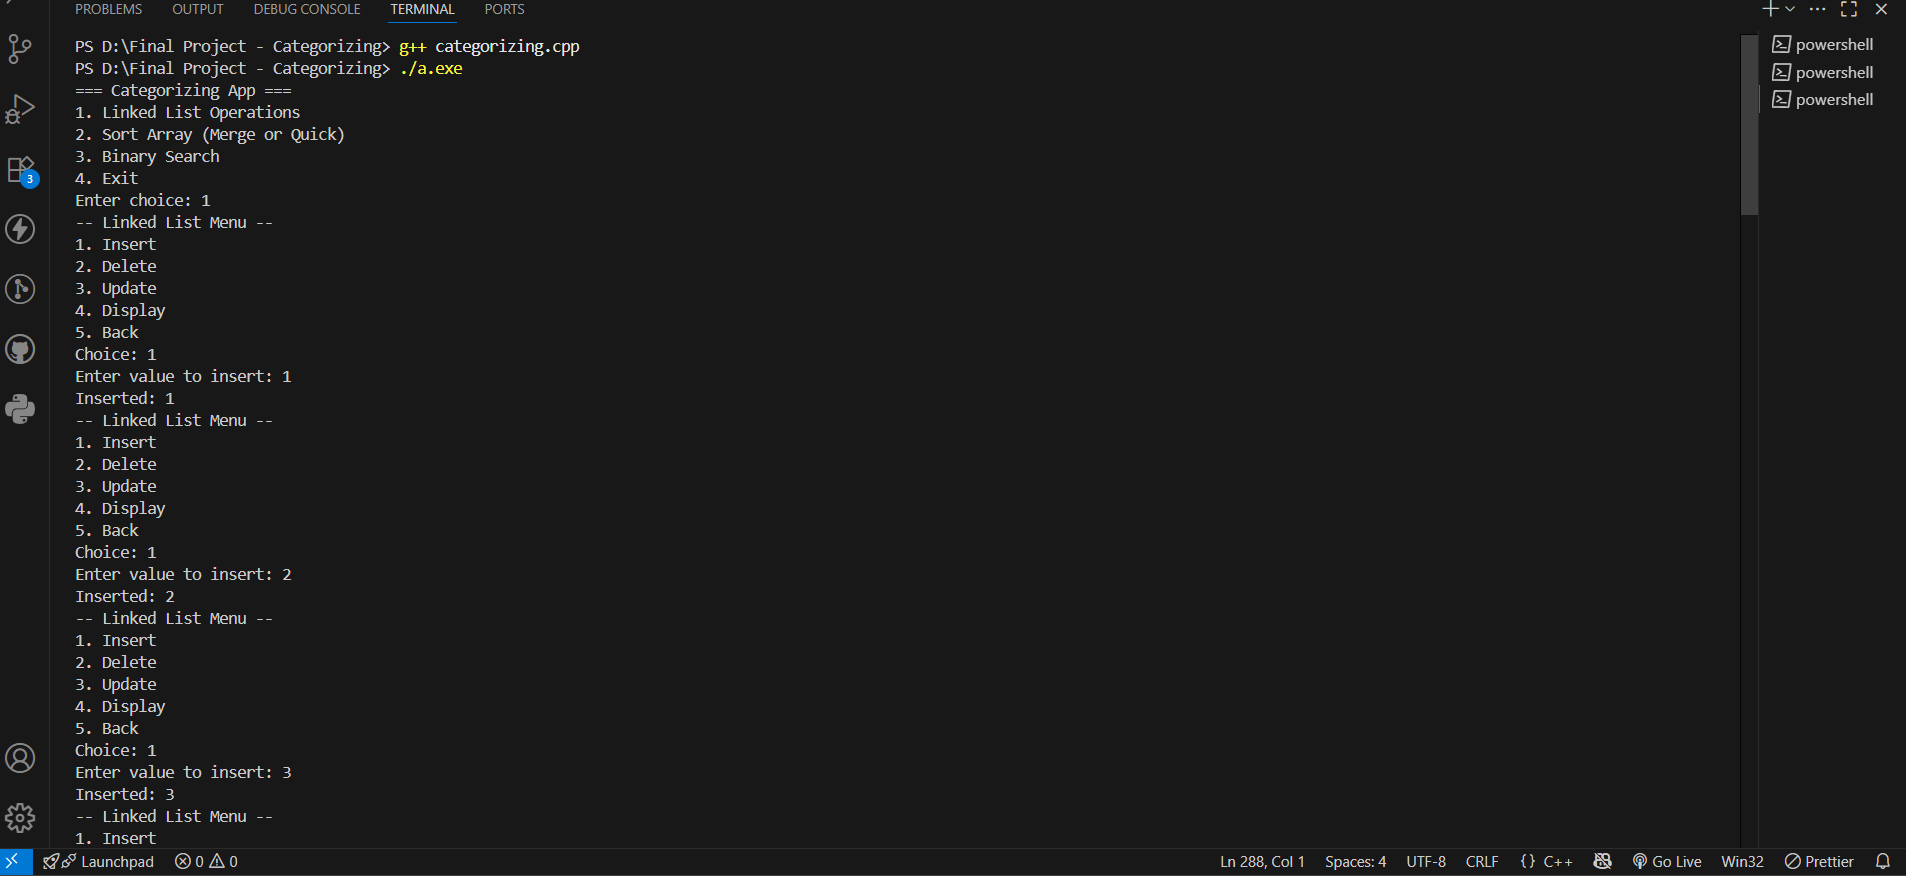 PROBLEMS OUTPUT DEBUG CONSOLE TERMINAL PORTS
PS D:\Final Project - Categorizing> g++ categorizing.cpp
PS D:\Final Project - Categorizing> ./a.exe
=== Categorizing App ===
1. Linked List Operations
2. Sort Array (Merge or Quick)
3. Binary Search
4. Exit
Enter choice: 1
-- Linked List Menu --
1. Insert
2. Delete
3. Update
4. Display
5. Back
Choice: 1
Enter value to insert: 1
Inserted: 1
-- Linked List Menu --
1. Insert
2. Delete
3. Update
4. Display
5. Back
Choice: 1
Enter value to insert: 2
Inserted: 2
-- Linked List Menu --
1. Insert
2. Delete
3. Update
4. Display
5. Back
Choice: 1
Enter value to insert: 3
Inserted: 3
-- Linked List Menu --
1. Insert
powershell
powershell
powershell
3
Launchpad 0 0 Ln 288, Col 1 Spaces: 4 UTF-8 CRLF {} C++ Go Live Win32 Prettier